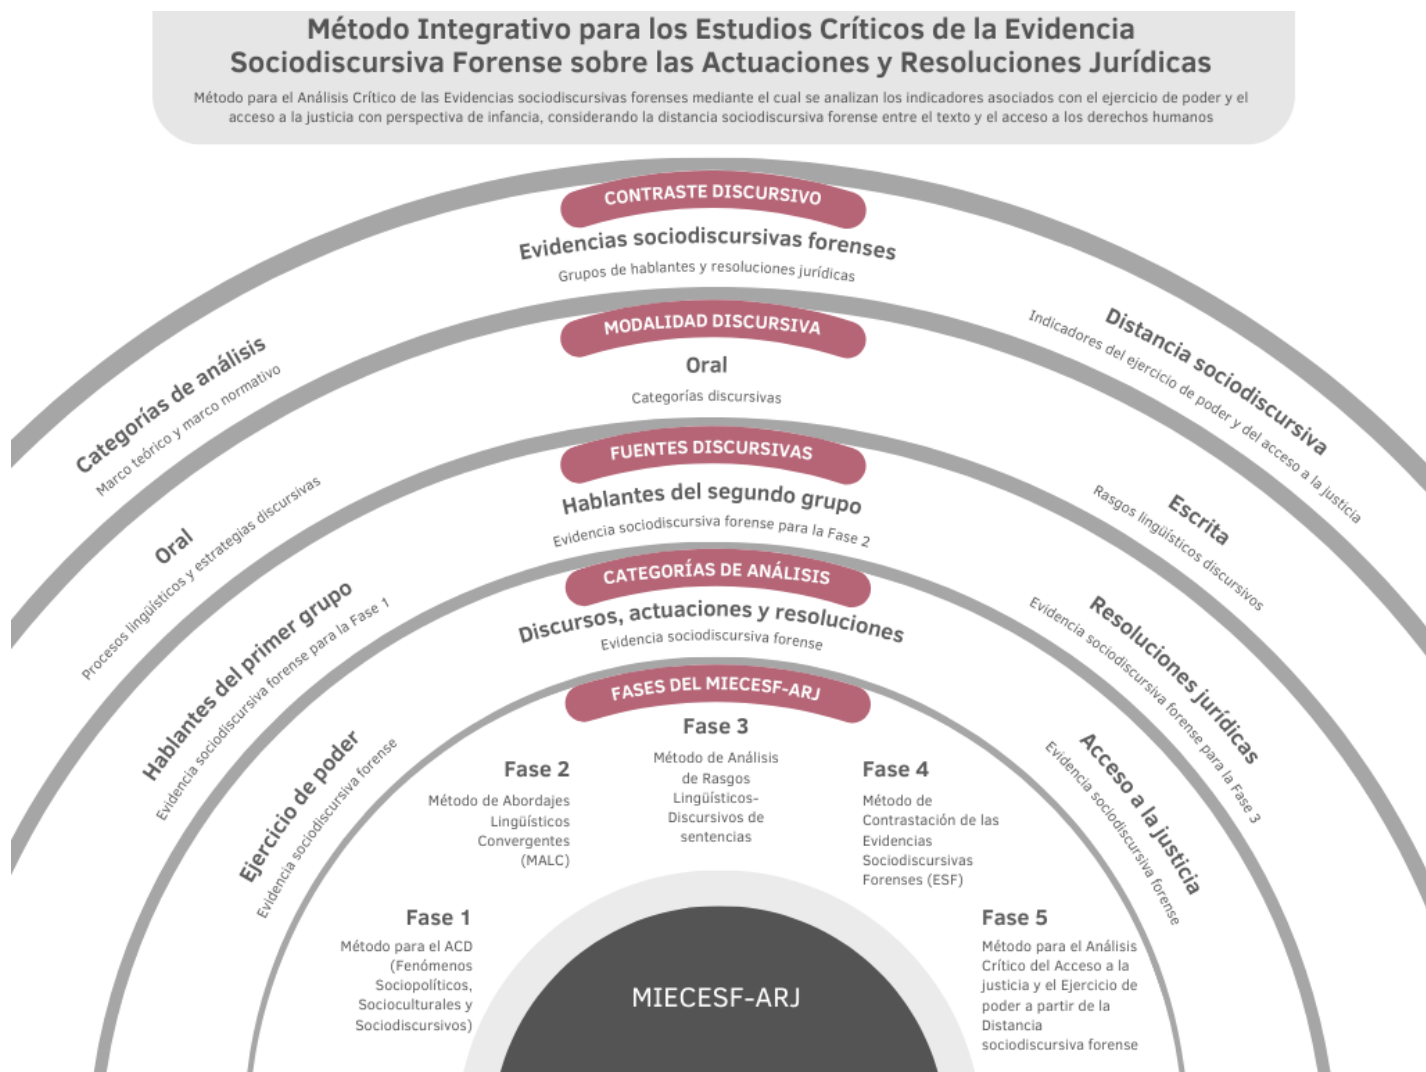 Método Integrativo para los Estudios Críticos de la Evidencia
Sociodiscursiva Forense sobre las Actuaciones y Resoluciones Jurídicas
Método para el Análisis Crítico de las Evidencias sociodiscursivas forenses mediante el cual se analizan los indicadores asociados con el ejercicio de poder y el
acceso a la justicia con perspectiva de infancia, considerando la distancia sociodiscursiva forense entre el texto y el acceso a los derechos humanos
CONTRASTE DISCURSIVO
Categorías de análisis
Marco teórico y marco normativo
Evidencias sociodiscursivas forenses
Grupos de hablantes y resoluciones jurídicas
Distancia sociodiscursiva
Indicadores del ejercicio de poder y del acceso a la justicia
MODALIDAD DISCURSIVA
Oral
Procesos lingüísticos y estrategias discursivas
Oral
Categorías discursivas
Escrita
Rasgos lingüísticos discursivos
FUENTES DISCURSIVAS
Hablantes del primer grupo
Evidencia sociodiscursiva forense para la Fase 1
Hablantes del segundo grupo
Evidencia sociodiscursiva forense para la Fase 2
Resoluciones jurídicas
Evidencia sociodiscursiva forense para la Fase 3
CATEGORÍAS DE ANÁLISIS
Ejercicio de poder
Evidencia sociodiscursiva forense
Discursos, actuaciones y resoluciones
Evidencia sociodiscursiva forense
Acceso a la justicia
Evidencia sociodiscursiva forense
FASES DEL MIECESF-ARJ
Fase 1
Método para el ACD
(Fenómenos
Sociopolíticos,
Socioculturales y
Sociodiscursivos)
Fase 2
Método de Abordajes
Lingüísticos
Convergentes
(MALC)
Fase 3
Método de Análisis
de Rasgos
Lingüísticos-
Discursivos de
sentencias
Fase 4
Método de
Contrastación de las
Evidencias
Sociodiscursivas
Forenses (ESF)
Fase 5
Método para el Análisis
Crítico del Acceso a la
justicia y el Ejercicio de
poder a partir de la
Distancia
sociodiscursiva forense
MIECESF-ARJ